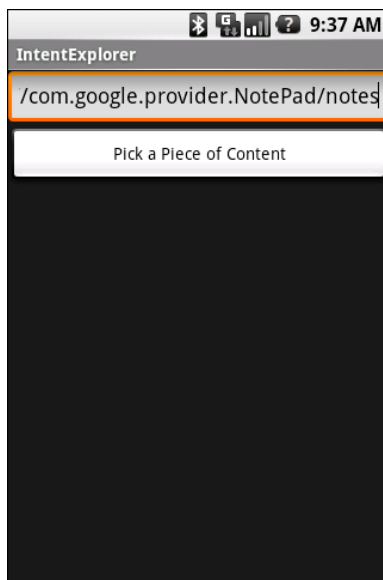 9:37 AM
IntentExplorer
/com.google.provider.NotePad/notes
Pick a Piece of Content